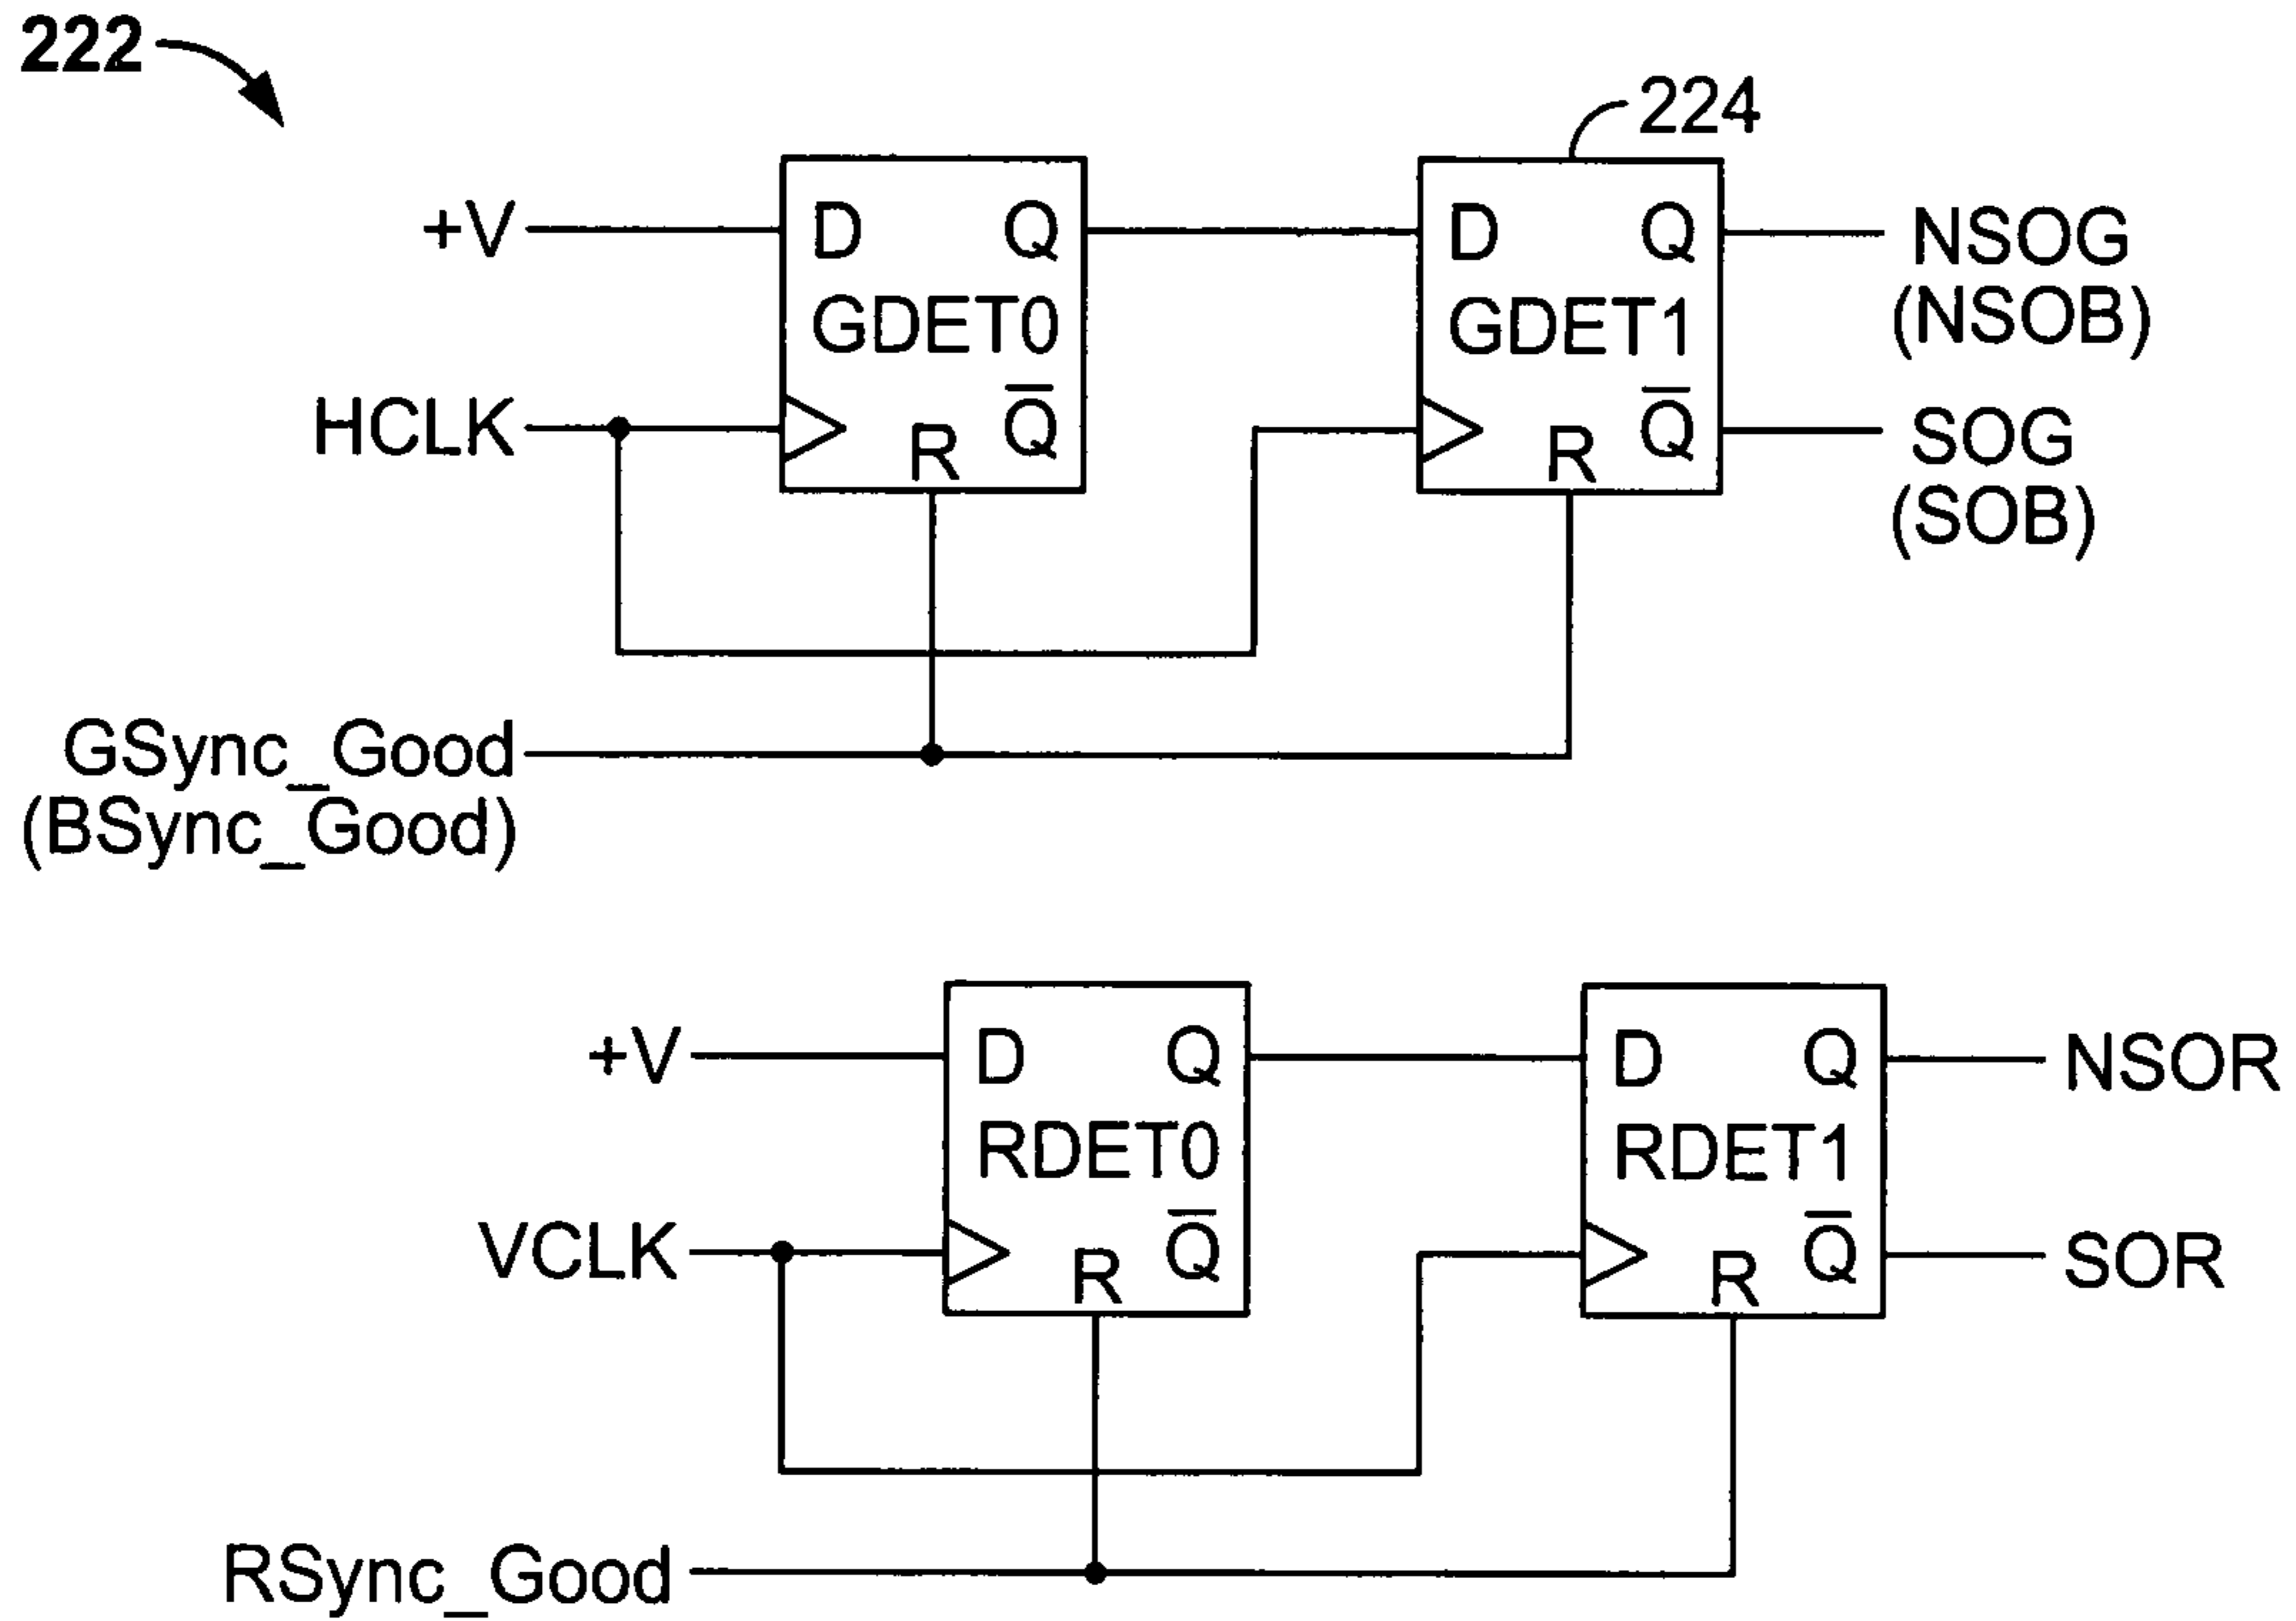 222
224
+V
D Q
D Q
NSOG
(NSOB)
GDET0
GDET1
HCLK
R Q̅
R Q̅
SOG
(SOB)
GSync_Good
(BSync_Good)
+V
D Q
D Q
NSOR
RDET0
RDET1
VCLK
R Q̅
R Q̅
SOR
RSync_Good